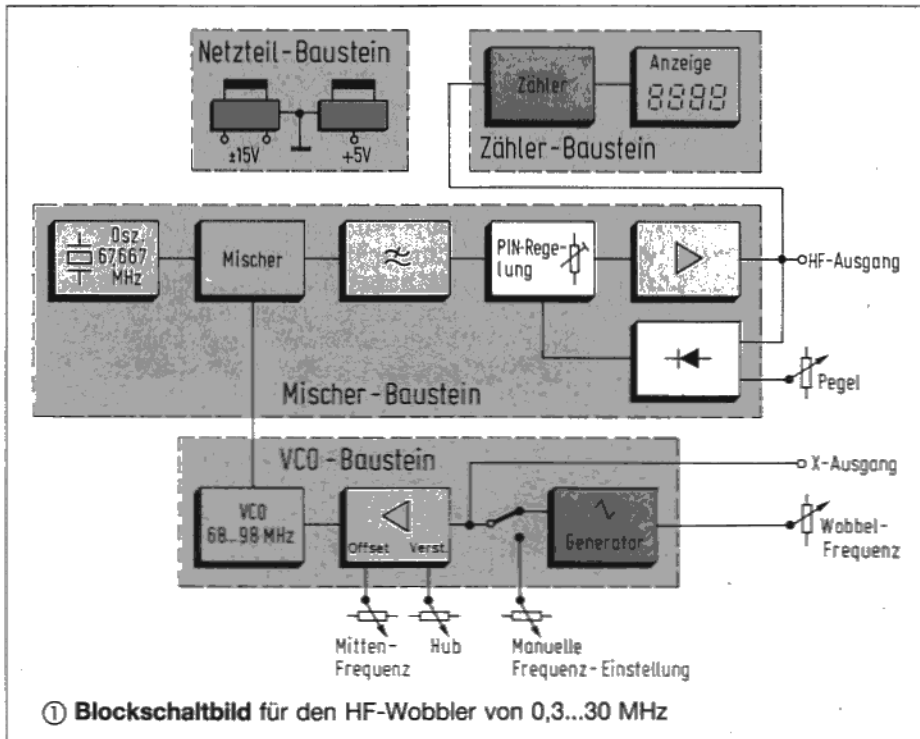 Netzteil-Baustein
±15V
+5V
Zähler
Anzeige
8888
Zähler-Baustein
Osz.
67,667
MHz
Mischer
PIN-Rege-
lung
HF-Ausgang
Pegel
Mischer-Baustein
VCO-Baustein
X-Ausgang
VCO
68...98 MHz
Offset Verst.
Generator
Wobbel-
Frequenz
Mitten-
Frequenz
Hub
Manuelle
Frequenz-Einstellung
① Blockschaltbild für den HF-Wobbler von 0,3...30 MHz